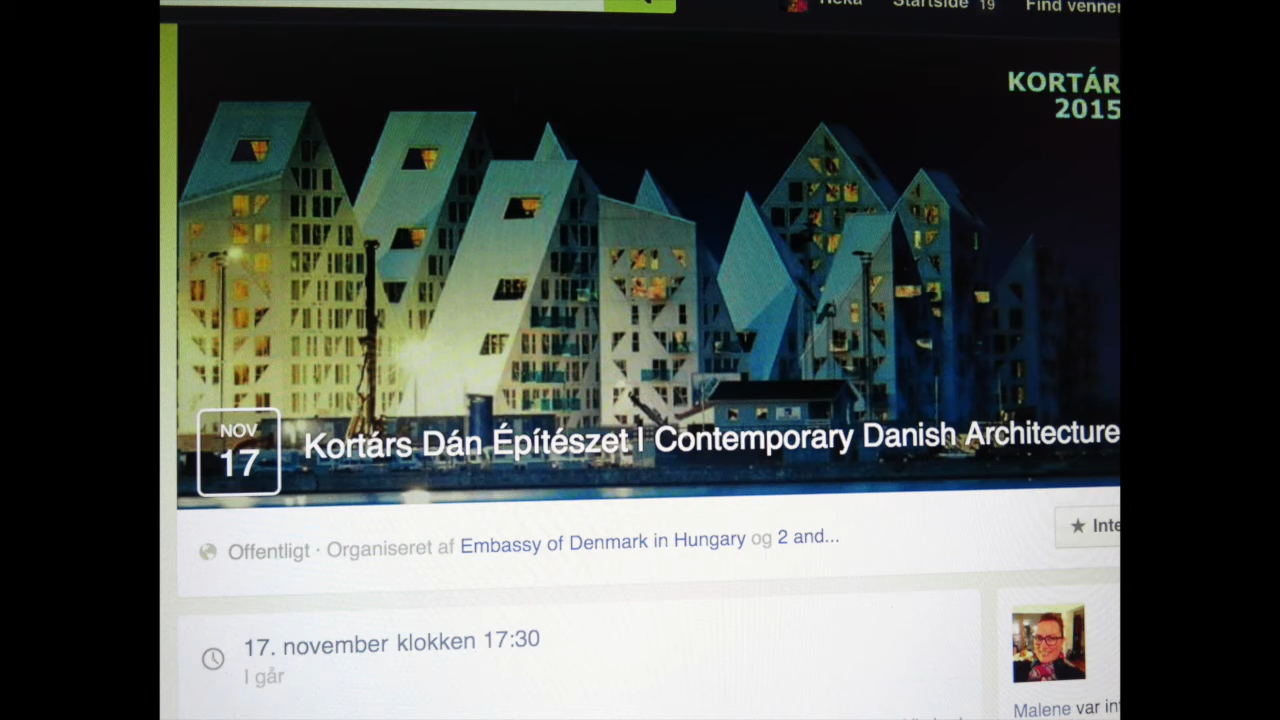 Startside 19 Find venner
KORTÁR
2015
NOV
17
Kortárs Dán Építészet | Contemporary Danish Architecture
Offentligt · Organiseret af Embassy of Denmark in Hungary og 2 and...
★ Inte
17. november klokken 17:30
I går
Malene var in